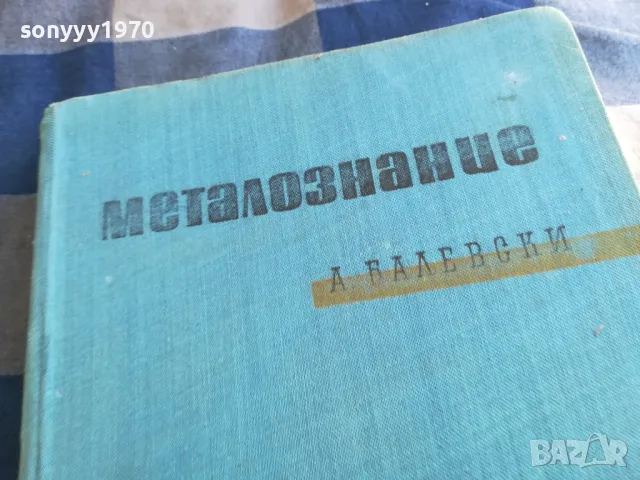 sonyyy1970
металознание
А. БАЛЕВСКИ
BAZAR